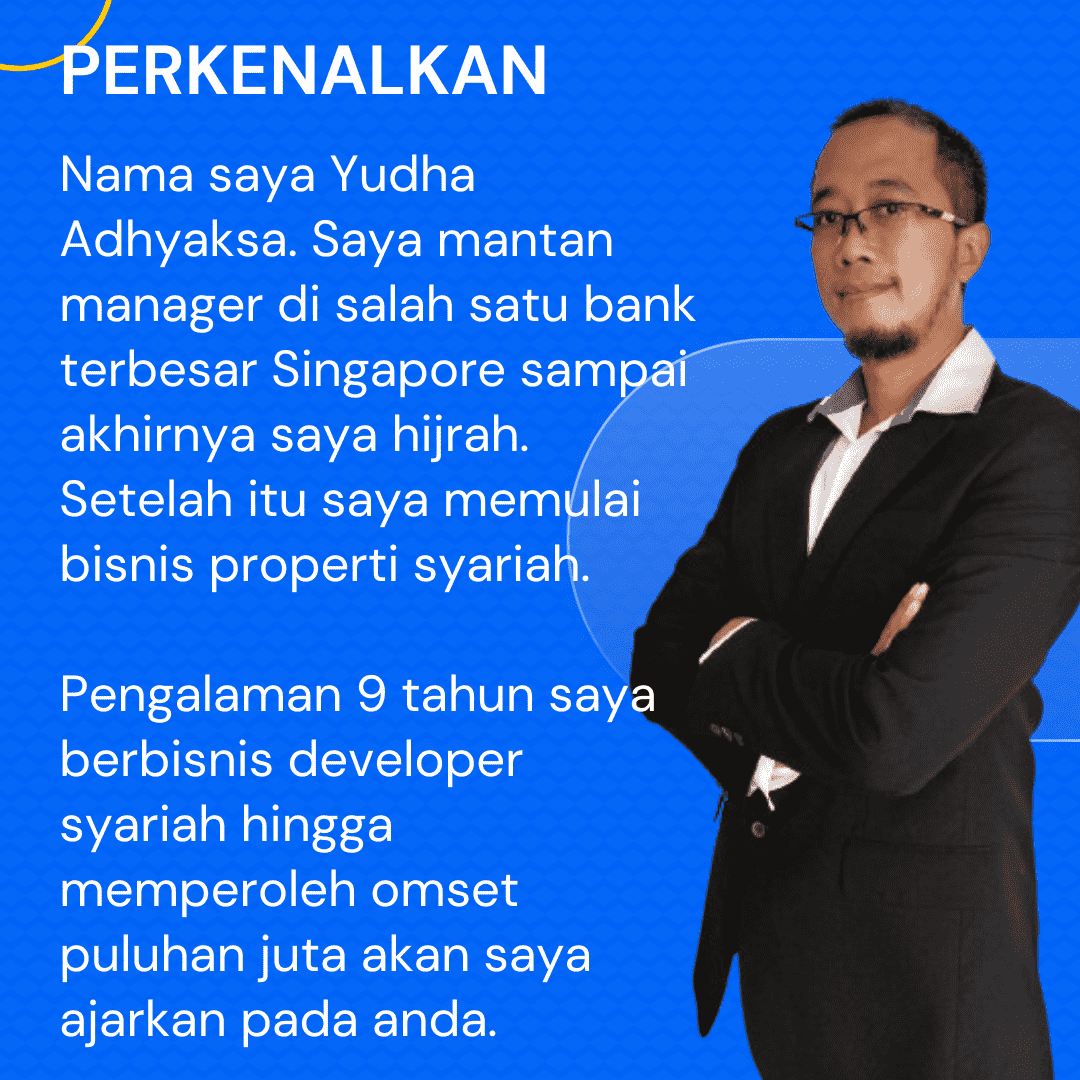 PERKENALKAN
Nama saya Yudha
Adhyaksa. Saya mantan
manager di salah satu bank
terbesar Singapore sampai
akhirnya saya hijrah.
Setelah itu saya memulai
bisnis properti syariah.
Pengalaman 9 tahun saya
berbisnis developer
syariah hingga
memperoleh omset
puluhan juta akan saya
ajarkan pada anda.